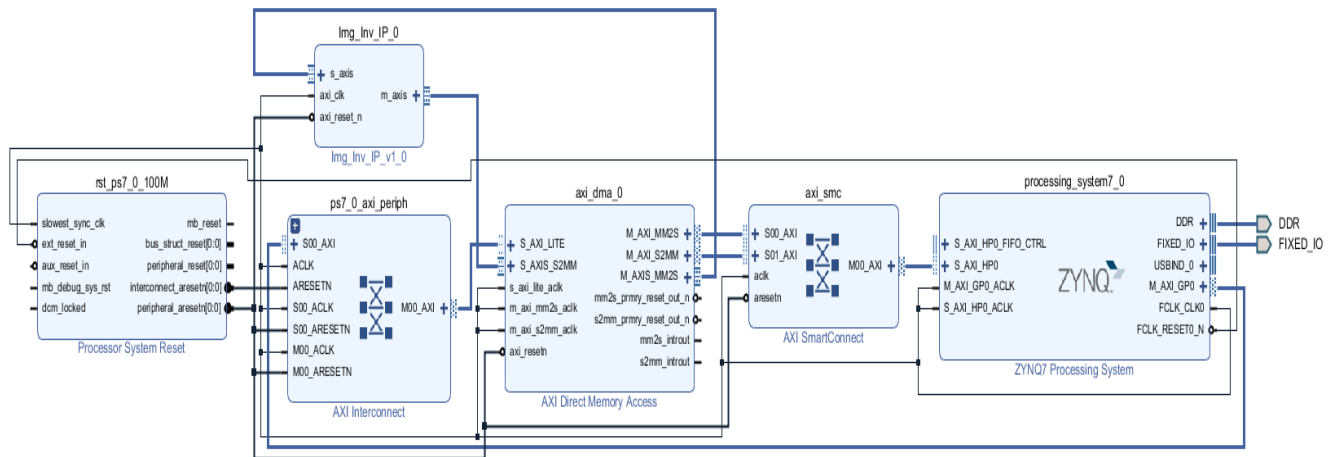 Img_Inv_IP_0
s_axis
axi_clk
m_axis
axi_reset_n
Img_Inv_IP_v1_0
rst_ps7_0_100M
slowest_sync_clk
mb_reset
ext_reset_in
bus_struct_reset[0:0]
aux_reset_in
peripheral_reset[0:0]
mb_debug_sys_rst
interconnect_aresetn[0:0]
dcm_locked
peripheral_aresetn[0:0]
Processor System Reset
ps7_0_axi_periph
S00_AXI
ACLK
ARESETN
S00_ACLK
M00_AXI
S00_ARESETN
M00_ACLK
M00_ARESETN
AXI Interconnect
axi_dma_0
M_AXI_MM2S
S_AXI_LITE
M_AXI_S2MM
S_AXIS_S2MM
M_AXIS_MM2S
s_axi_lite_aclk
mm2s_prmry_reset_out_n
m_axi_mm2s_aclk
s2mm_prmry_reset_out_n
m_axi_s2mm_aclk
mm2s_introut
axi_resetn
s2mm_introut
AXI Direct Memory Access
axi_smc
S00_AXI
S01_AXI
M00_AXI
aclk
aresetn
AXI SmartConnect
processing_system7_0
DDR
S_AXI_HP0_FIFO_CTRL
FIXED_IO
S_AXI_HP0
USBIND_0
M_AXI_GP0_ACLK
M_AXI_GP0
S_AXI_HP0_ACLK
FCLK_CLK0
FCLK_RESET0_N
ZYNQ
ZYNQ7 Processing System
DDR
FIXED_IO